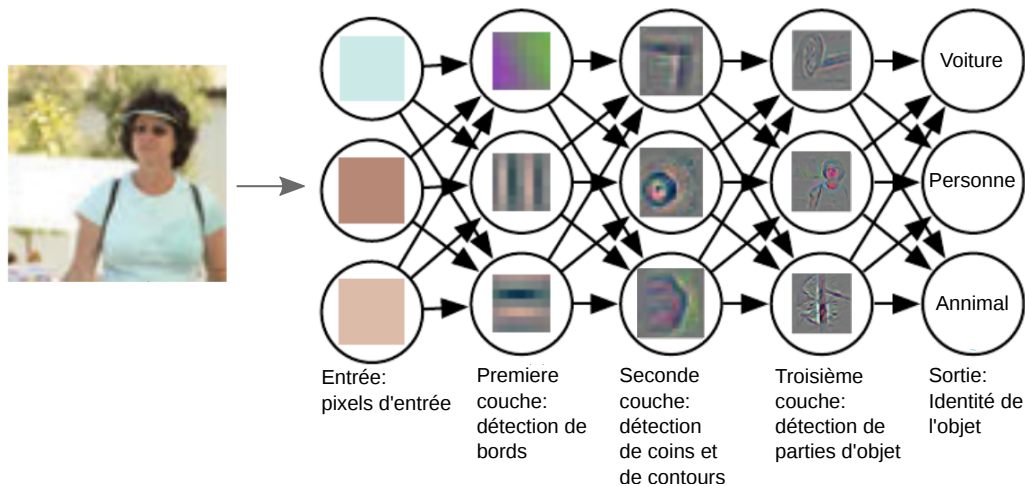 Voiture
Personne
Annimal
Entrée:
pixels d'entrée
Premiere
couche:
détection de
bords
Seconde
couche:
détection
de coins et
de contours
Troisième
couche:
détection de
parties d'objet
Sortie:
Identité de
l'objet